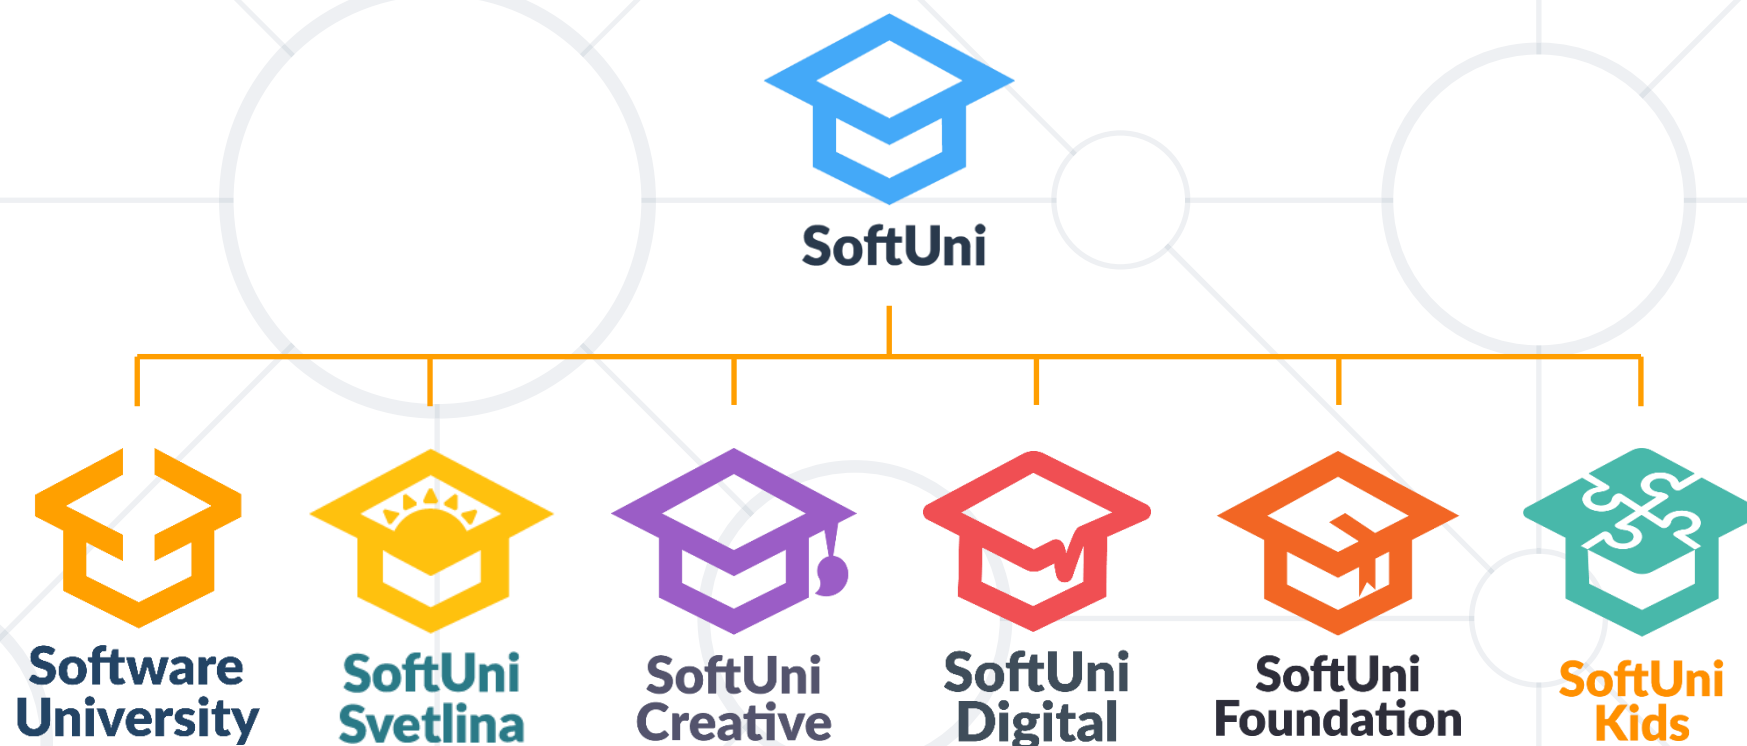 SoftUni
Software
University
SoftUni
Svetlina
SoftUni
Creative
SoftUni
Digital
SoftUni
Foundation
SoftUni
Kids